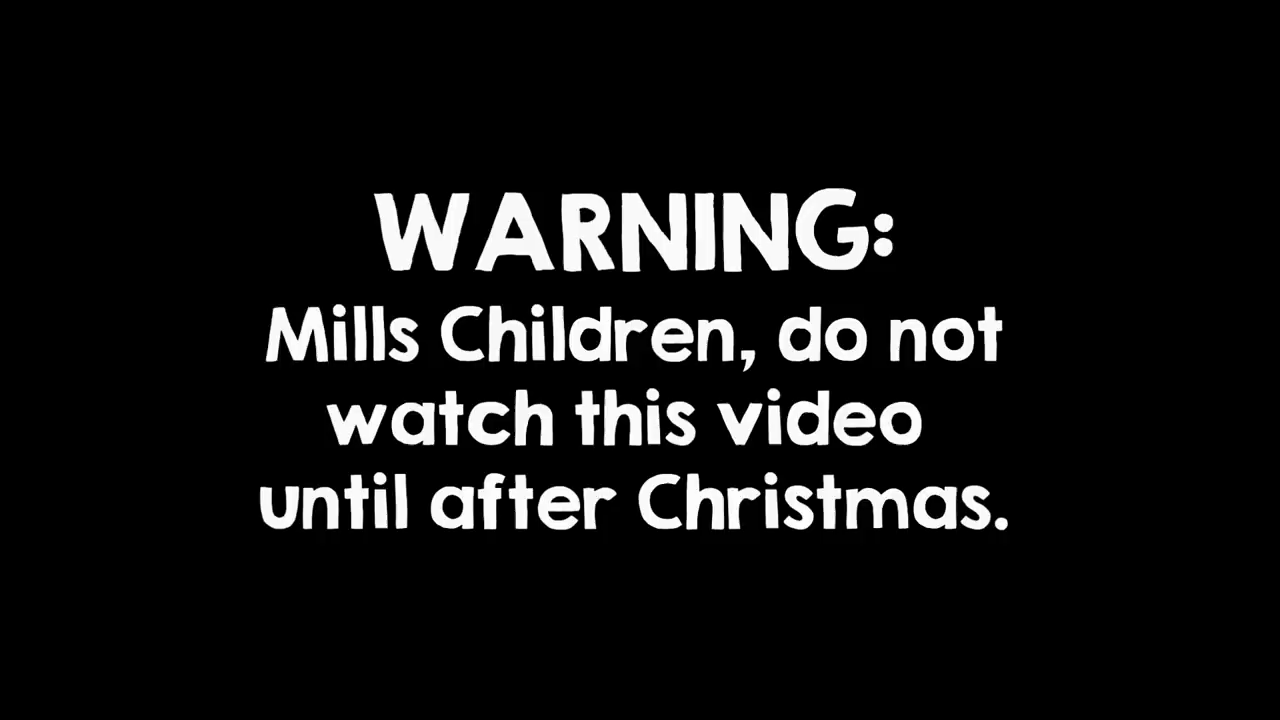 WARNING:
Mills Children, do not
watch this video
until after Christmas.